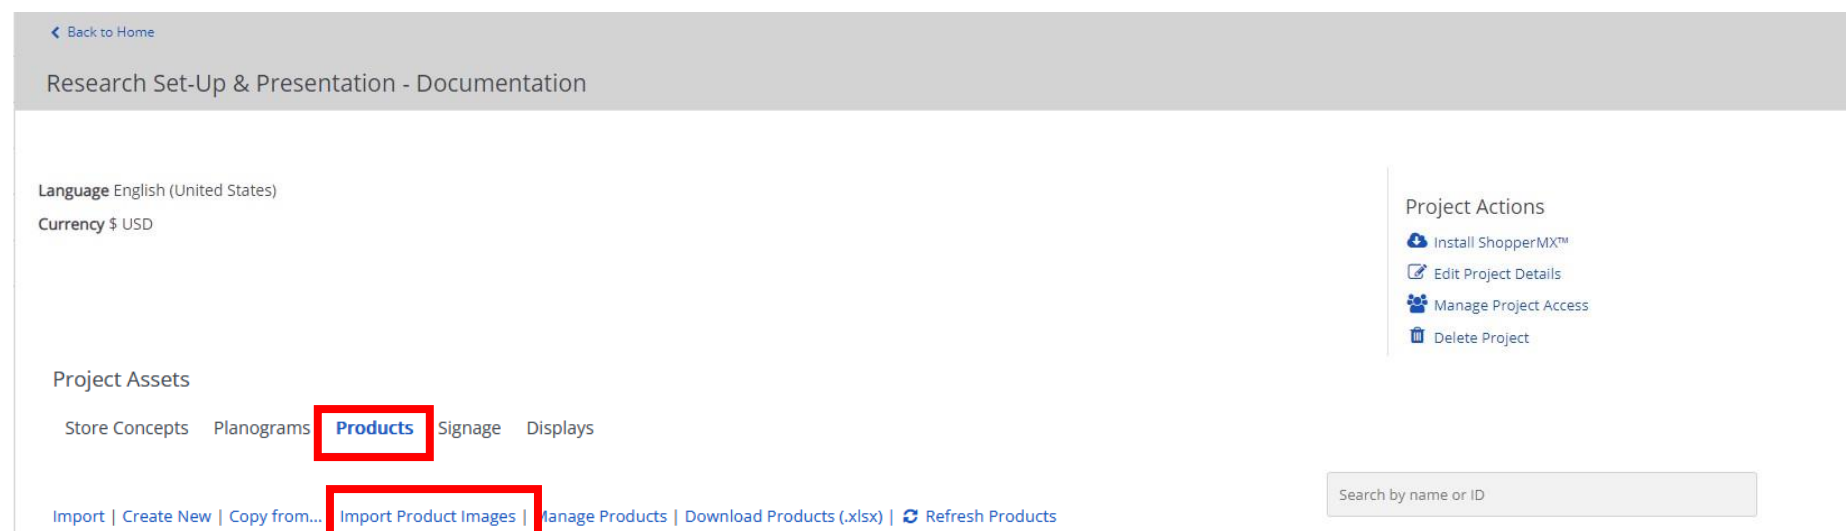 Back to Home
Research Set-Up & Presentation - Documentation
Language English (United States)
Currency $ USD
Project Actions
Install ShopperMX™
Edit Project Details
Manage Project Access
Delete Project
Project Assets
Store Concepts Planograms Products Signage Displays
Search by name or ID
Import | Create New | Copy from... Import Product Images | Manage Products | Download Products (.xlsx) | Refresh Products